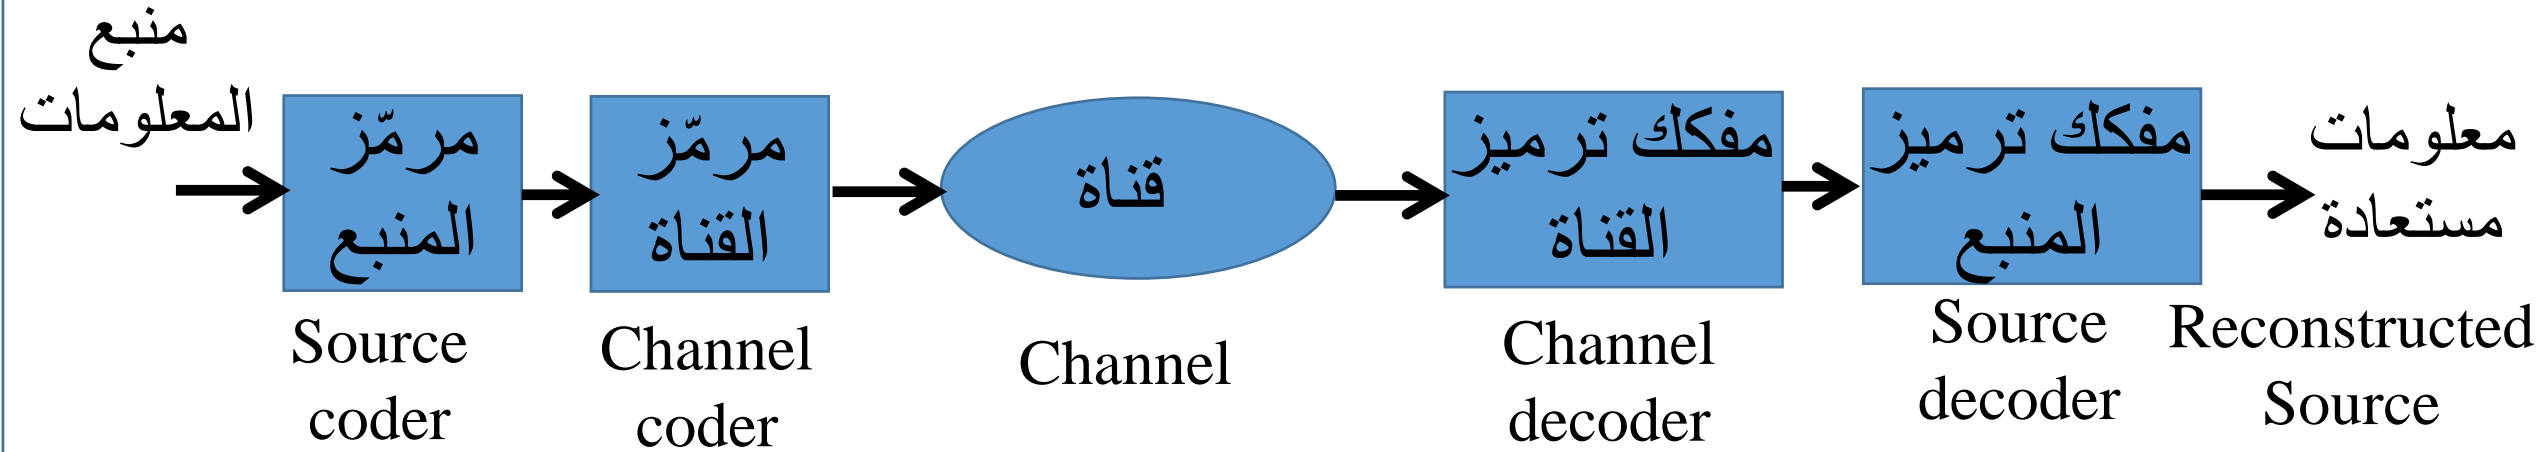 منبع
المعلومات
مرمّز
المنبع
مرمّز
القناة
قناة
مفكك ترميز
القناة
مفكك ترميز
المنبع
معلومات
مستعادة
Source
coder
Channel
coder
Channel
Channel
decoder
Source
decoder
Reconstructed
Source